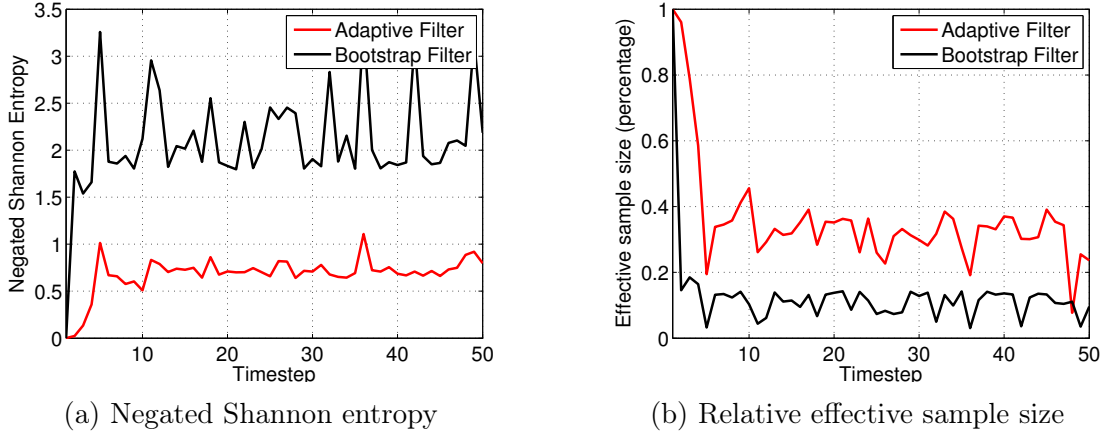 3.5
3
2.5
2
1.5
1
0.5
0
10
20
30
40
50
Negated Shannon Entropy
Timestep
Adaptive Filter
Bootstrap Filter
(a) Negated Shannon entropy
1
0.8
0.6
0.4
0.2
0
10
20
30
40
50
Effective sample size (percentage)
Timestep
Adaptive Filter
Bootstrap Filter
(b) Relative effective sample size